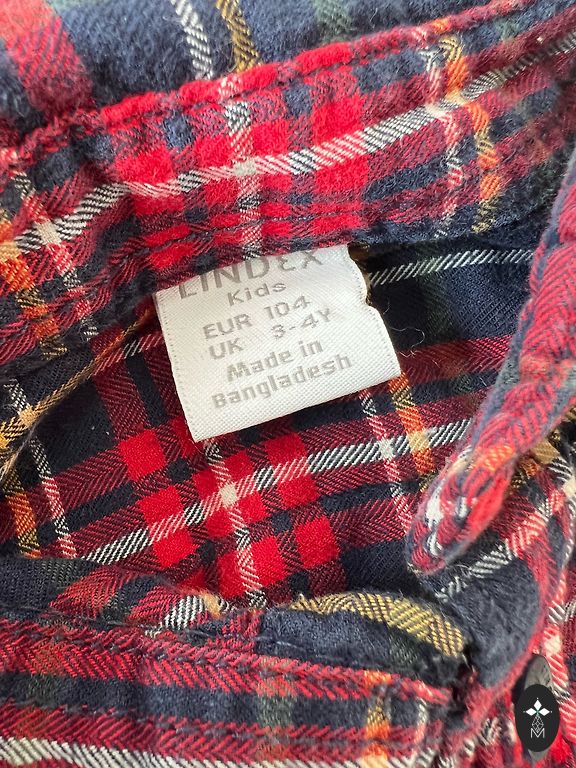 LINDEX
Kids
EUR 104
UK 3-4Y
Made in
Bangladesh
M